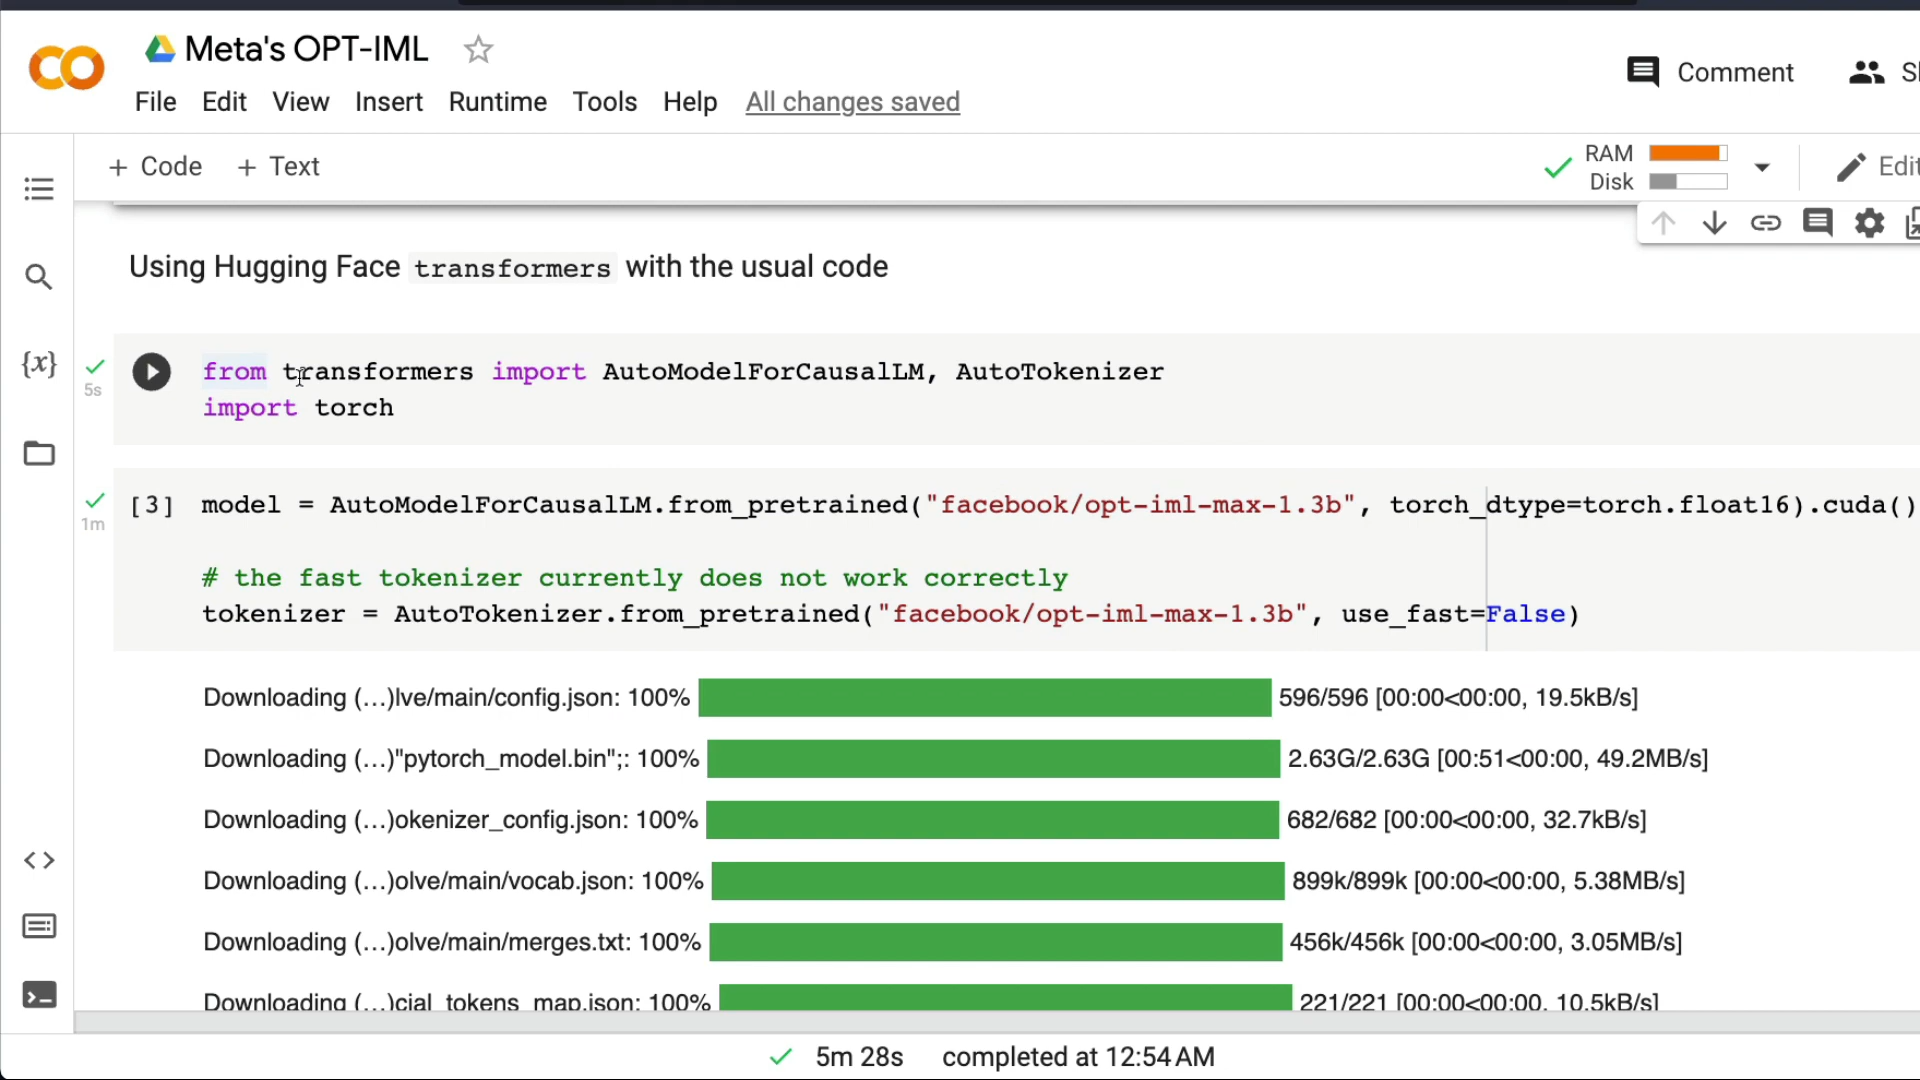 Meta's OPT-IML
Comment
File Edit View Insert Runtime Tools Help All changes saved
+ Code + Text
RAM
Disk
Using Hugging Face transformers with the usual code
{x}
5s
from transformers import AutoModelForCausalLM, AutoTokenizer
import torch
1m
[3] model = AutoModelForCausalLM.from_pretrained("facebook/opt-iml-max-1.3b", torch_dtype=torch.float16).cuda()
# the fast tokenizer currently does not work correctly
tokenizer = AutoTokenizer.from_pretrained("facebook/opt-iml-max-1.3b", use_fast=False)
Downloading (…)lve/main/config.json: 100% 596/596 [00:00<00:00, 19.5kB/s]
Downloading (…)"pytorch_model.bin";: 100% 2.63G/2.63G [00:51<00:00, 49.2MB/s]
Downloading (…)okenizer_config.json: 100% 682/682 [00:00<00:00, 32.7kB/s]
Downloading (…)olve/main/vocab.json: 100% 899k/899k [00:00<00:00, 5.38MB/s]
Downloading (…)olve/main/merges.txt: 100% 456k/456k [00:00<00:00, 3.05MB/s]
Downloading (…)cial_tokens_map.json: 100% 221/221 [00:00<00:00, 10.5kB/s]
5m 28s completed at 12:54 AM